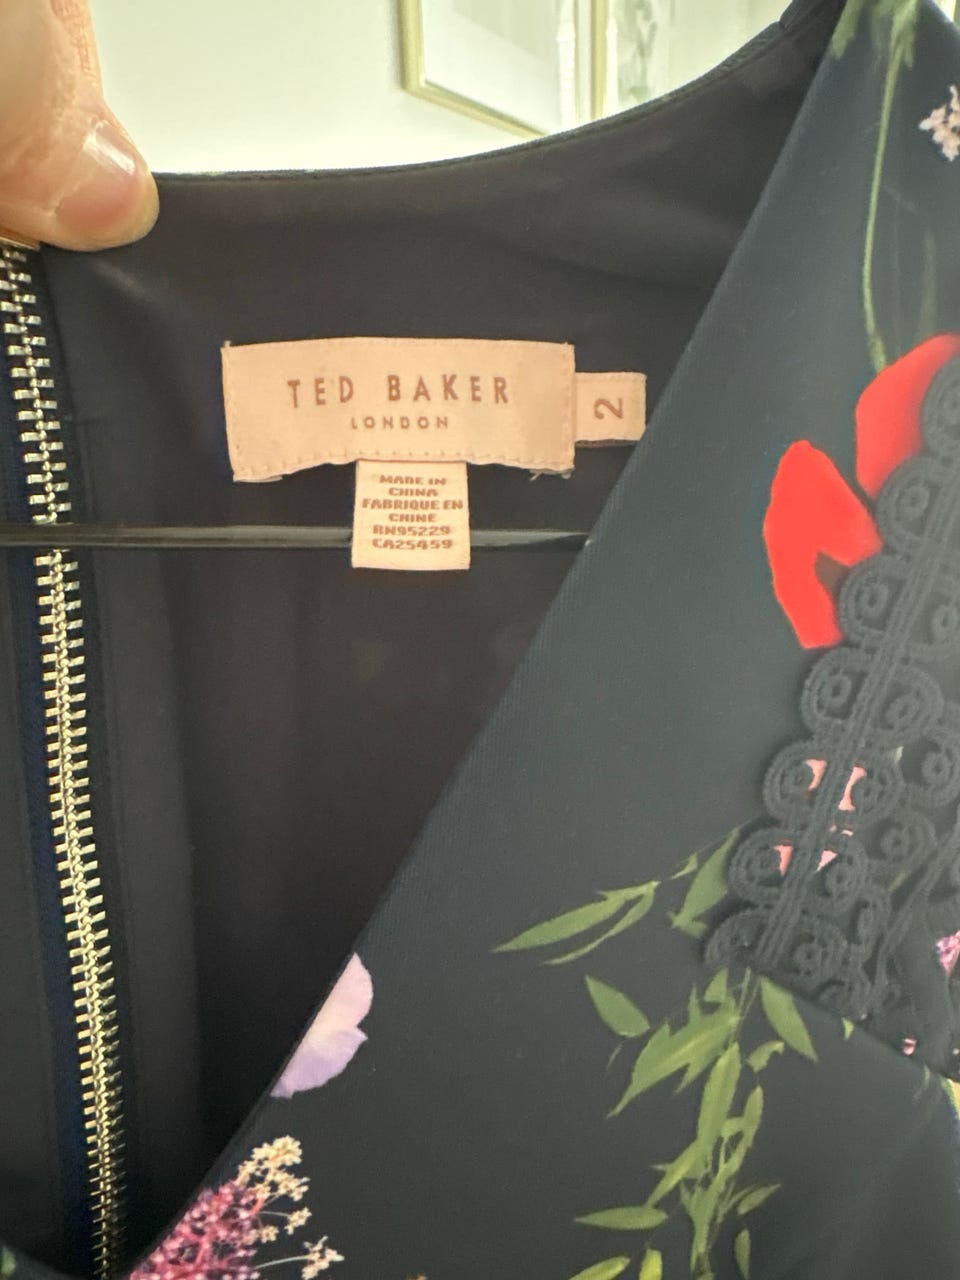 TED BAKER
LONDON
2
MADE IN
CHINA
FABRIQUE EN
CHINE
RN95229
CA25459